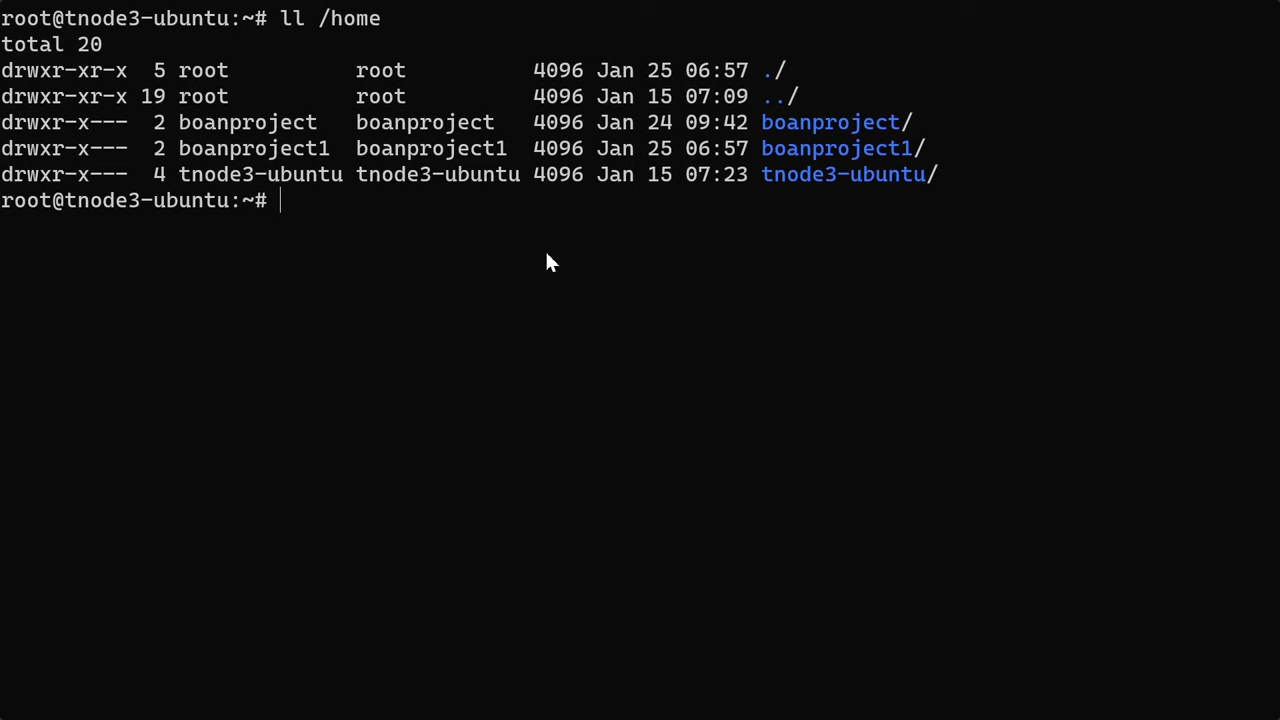 root@tnode3-ubuntu:~# ll /home
total 20
drwxr-xr-x  5 root          root          4096 Jan 25 06:57 ./
drwxr-xr-x 19 root          root          4096 Jan 15 07:09 ../
drwxr-x---  2 boanproject   boanproject   4096 Jan 24 09:42 boanproject/
drwxr-x---  2 boanproject1  boanproject1  4096 Jan 25 06:57 boanproject1/
drwxr-x---  4 tnode3-ubuntu tnode3-ubuntu 4096 Jan 15 07:23 tnode3-ubuntu/
root@tnode3-ubuntu:~#